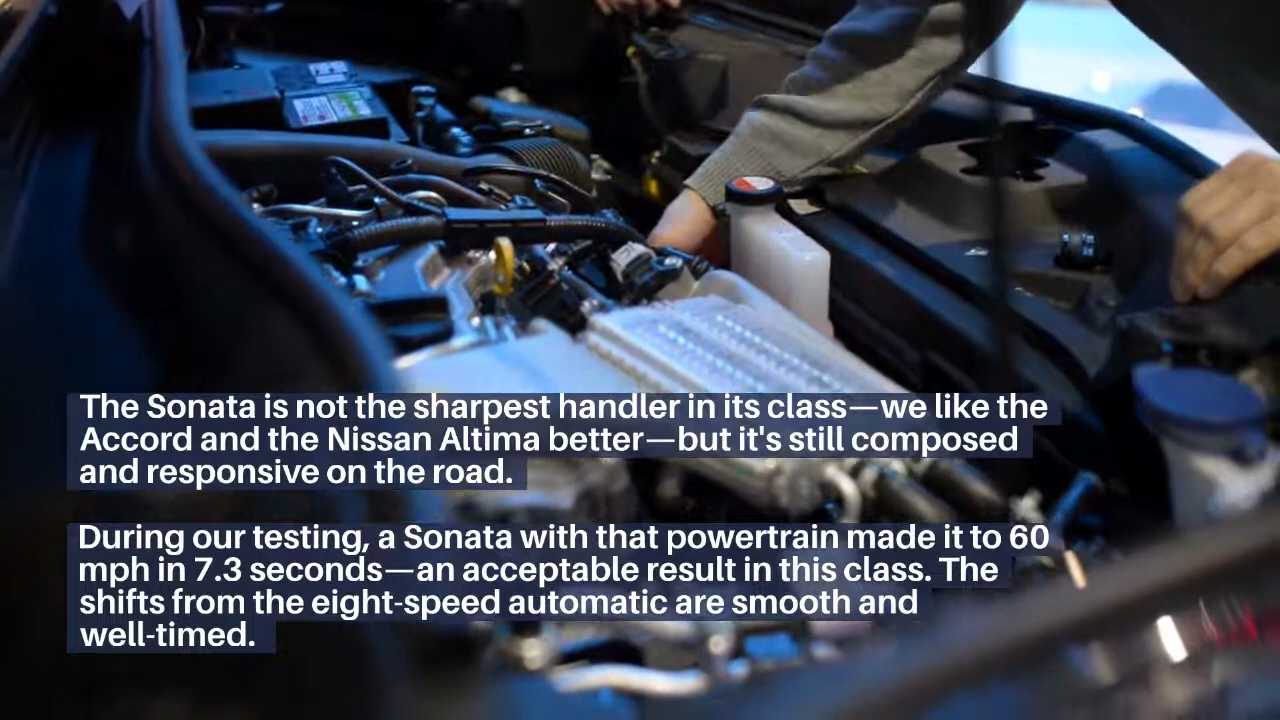 The Sonata is not the sharpest handler in its class—we like the
Accord and the Nissan Altima better—but it's still composed
and responsive on the road.
During our testing, a Sonata with that powertrain made it to 60
mph in 7.3 seconds—an acceptable result in this class. The
shifts from the eight-speed automatic are smooth and
well-timed.